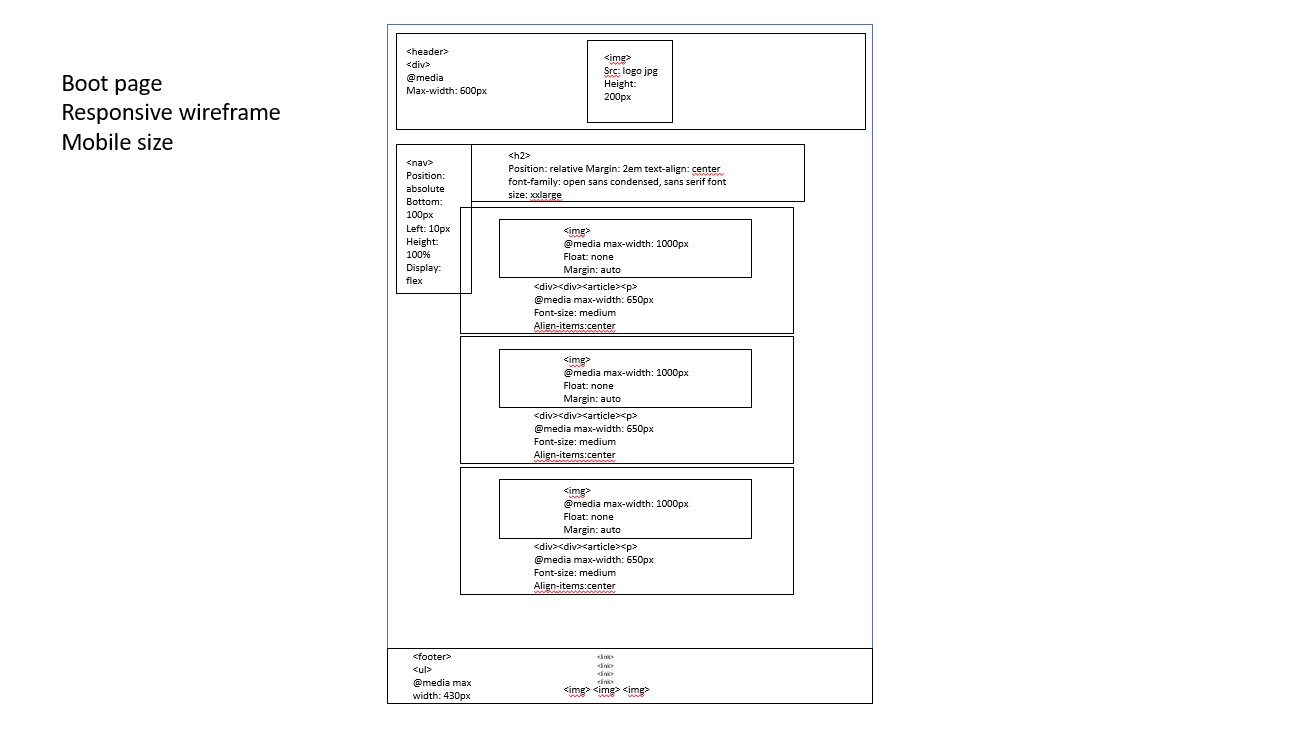 Boot page
Responsive wireframe
Mobile size
<header>
<div>
@media
Max-width: 600px
<img>
Src: logo jpg
Height:
200px
<nav>
Position:
absolute
Bottom:
100px
Left: 10px
Height:
100%
Display:
flex
<h2>
Position: relative Margin: 2em text-align: center
font-family: open sans condensed, sans serif font
size: xxlarge
<img>
@media max-width: 1000px
Float: none
Margin: auto
<div><div><article><p>
@media max-width: 650px
Font-size: medium
Align-items:center
<img>
@media max-width: 1000px
Float: none
Margin: auto
<div><div><article><p>
@media max-width: 650px
Font-size: medium
Align-items:center
<img>
@media max-width: 1000px
Float: none
Margin: auto
<div><div><article><p>
@media max-width: 650px
Font-size: medium
Align-items:center
<footer>
<ul>
@media max
width: 430px
<link>
<link>
<link>
<link>
<img> <img> <img>